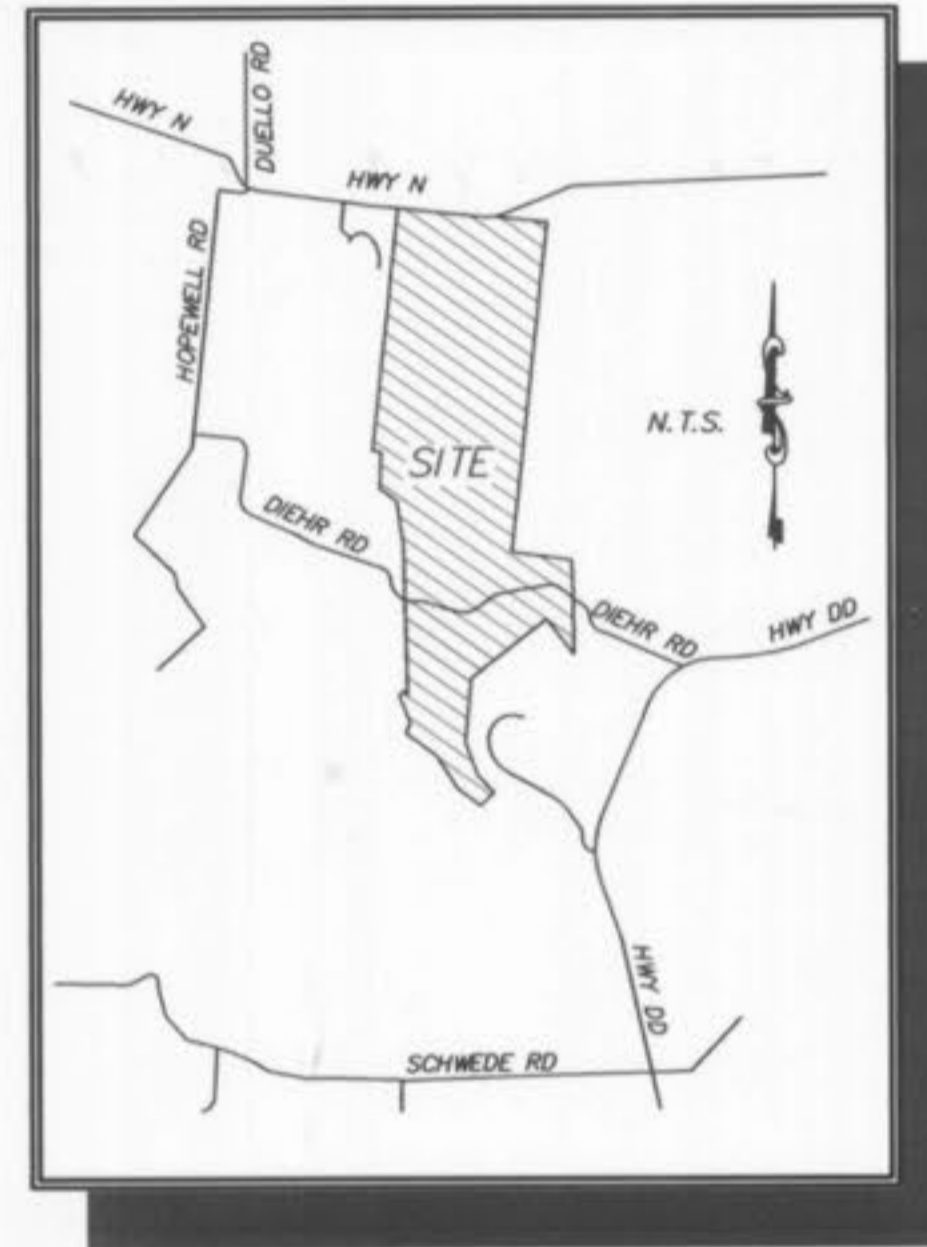 DUELLO RD
HWY N
HWY N
HOPEWELL RD
N.T.S.
SITE
DIEHR RD
DIEHR RD
HWY DD
HWY DD
SCHWEDE RD